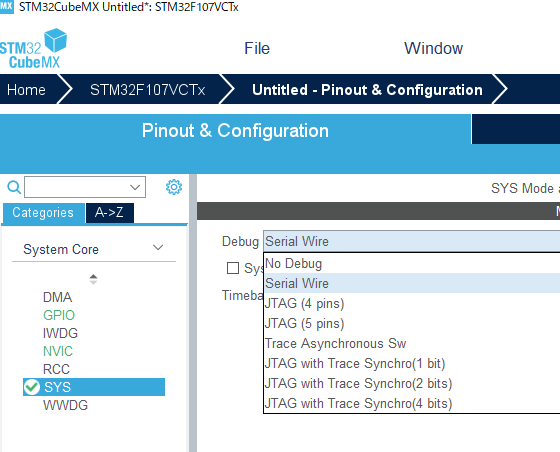 MX STM32CubeMX Untitled*: STM32F107VCTx
STM32
CubeMX
File Window
Home STM32F107VCTx Untitled - Pinout & Configuration
Pinout & Configuration
SYS Mode a
Categories A->Z
System Core
DMA
GPIO
IWDG
NVIC
RCC
SYS
WWDG
Debug Serial Wire
Sys
Timeba
No Debug
Serial Wire
JTAG (4 pins)
JTAG (5 pins)
Trace Asynchronous Sw
JTAG with Trace Synchro(1 bit)
JTAG with Trace Synchro(2 bits)
JTAG with Trace Synchro(4 bits)